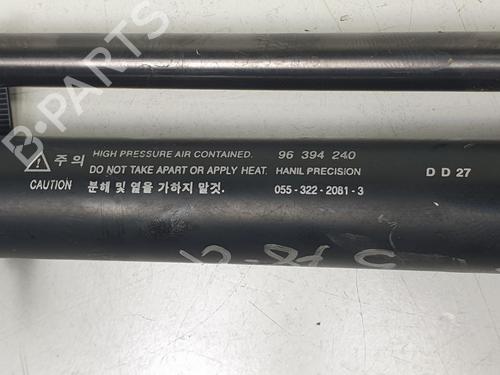 B-PARTS
주의 HIGH PRESSURE AIR CONTAINED. 96 394 240
DO NOT TAKE APART OR APPLY HEAT. HANIL PRECISION D D 27
CAUTION 분해 및 열을 가하지 말것. 055-322-2081-3